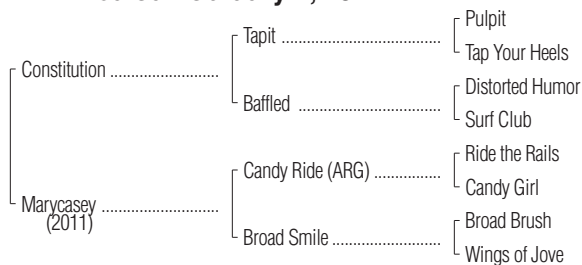 Pulpit
Tapit
Tap Your Heels
Constitution
Distorted Humor
Baffled
Surf Club
Ride the Rails
Candy Ride (ARG)
Candy Girl
Marycasey
(2011)
Broad Brush
Broad Smile
Wings of Jove